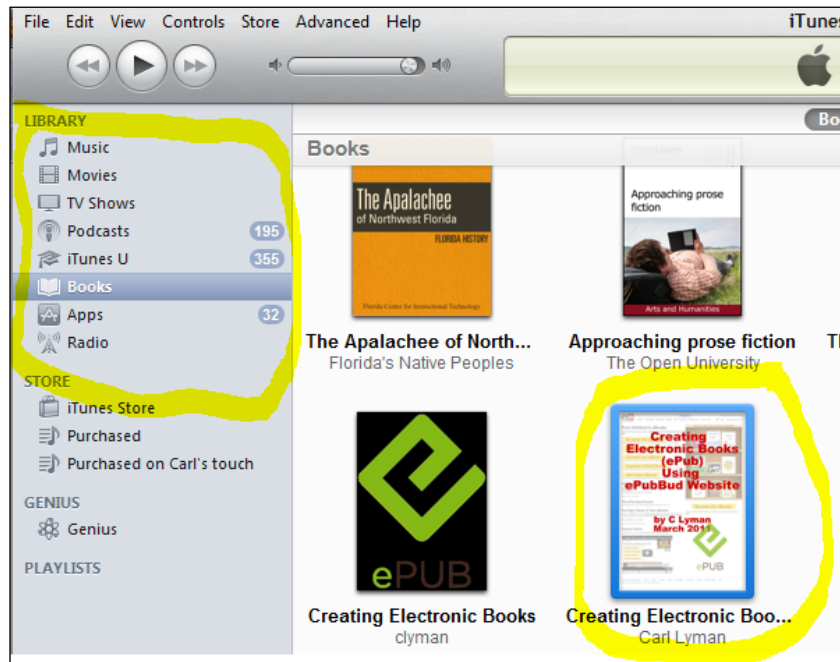 File Edit View Controls Store Advanced Help
iTunes
LIBRARY
Music
Movies
TV Shows
Podcasts 195
iTunes U 355
Books
Apps 32
Radio
STORE
iTunes Store
Purchased
Purchased on Carl's touch
GENIUS
Genius
PLAYLISTS
Bo
Books
The Apalachee
of Northwest Florida
FLORIDA HISTORY
Florida Center for Instructional Technology
The Apalachee of North...
Florida's Native Peoples
Approaching prose
fiction
Arts and Humanities
Approaching prose fiction
The Open University
ePUB
Creating Electronic Books
clyman
Creating
Electronic Books
(ePub)
Using
ePubBud Website
by C Lyman
March 2011
ePUB
Creating Electronic Boo...
Carl Lyman